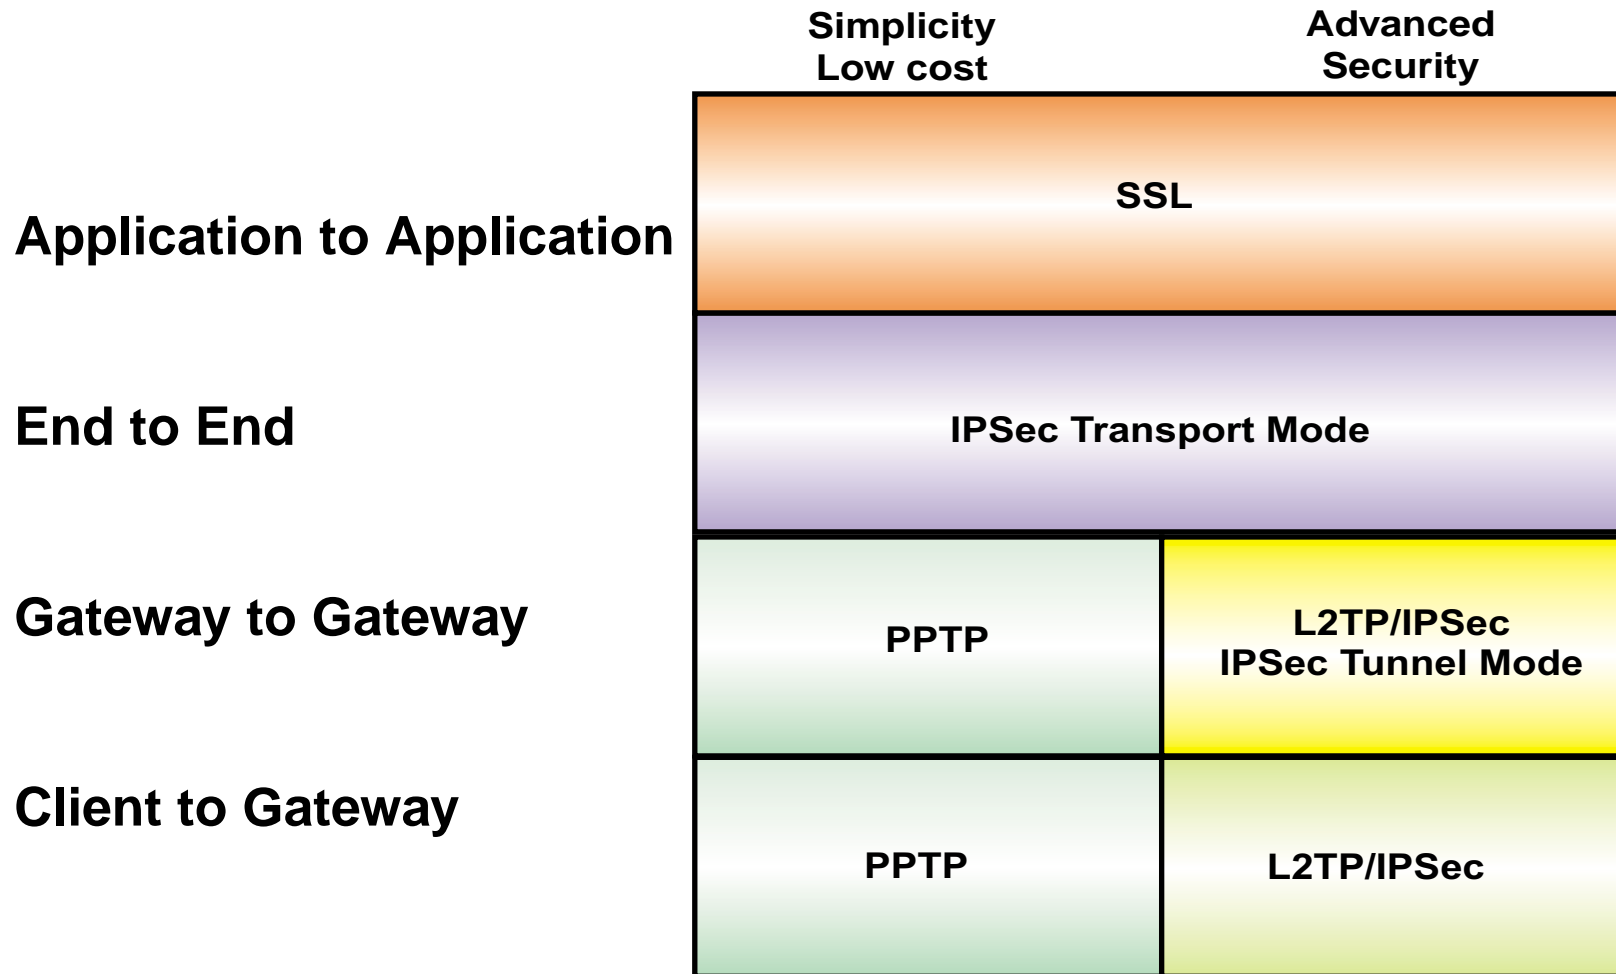 Simplicity
Low cost
Advanced
Security
Application to Application
SSL
End to End
IPSec Transport Mode
Gateway to Gateway
PPTP
L2TP/IPSec
IPSec Tunnel Mode
Client to Gateway
PPTP
L2TP/IPSec